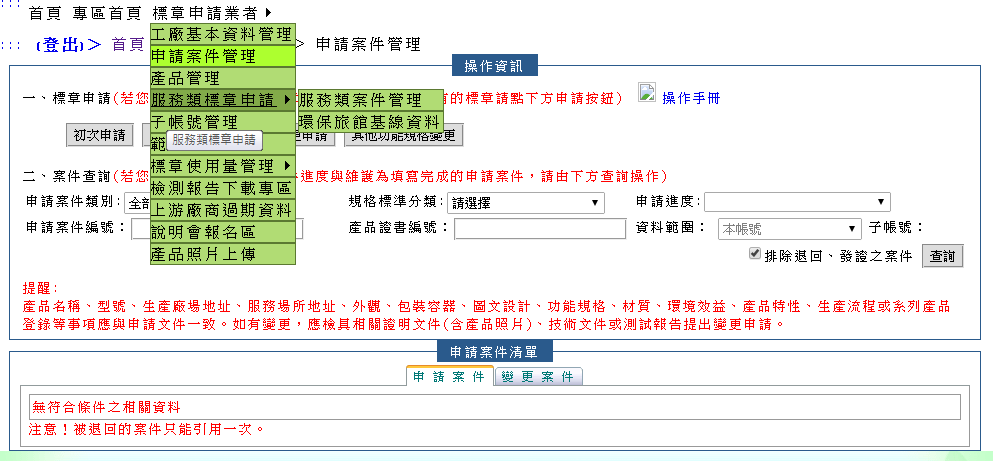 ::: 首頁 專區首頁 標章申請業者
::: (登出)＞ 首頁 > 申請案件管理
工廠基本資料管理
申請案件管理
產品管理
服務類標章申請
服務類案件管理
環保旅館基線資料
子帳號管理
範
服務類標章申請
標章使用量管理
檢測報告下載專區
上游廠商過期資料
說明會報名區
產品照片上傳
操作資訊
一、標章申請(若您 有的標章請點下方申請按鈕) 操作手冊
初次申請 更申請 其他功能規格變更
二、案件查詢(若您 進度與維護為填寫完成的申請案件，請由下方查詢操作)
申請案件類別: 全部 規格標準分類: 請選擇 申請進度:
申請案件編號： 產品證書編號： 資料範圍： 本帳號 子帳號：
排除退回、發證之案件 查詢
提醒:
產品名稱、型號、生產廠場地址、服務場所地址、外觀、包裝容器、圖文設計、功能規格、材質、環境效益、產品特性、生產流程或系列產品
登錄等事項應與申請文件一致。如有變更，應檢具相關證明文件(含產品照片)、技術文件或測試報告提出變更申請。
申請案件清單
申請案件 變更案件
無符合條件之相關資料
注意！被退回的案件只能引用一次。